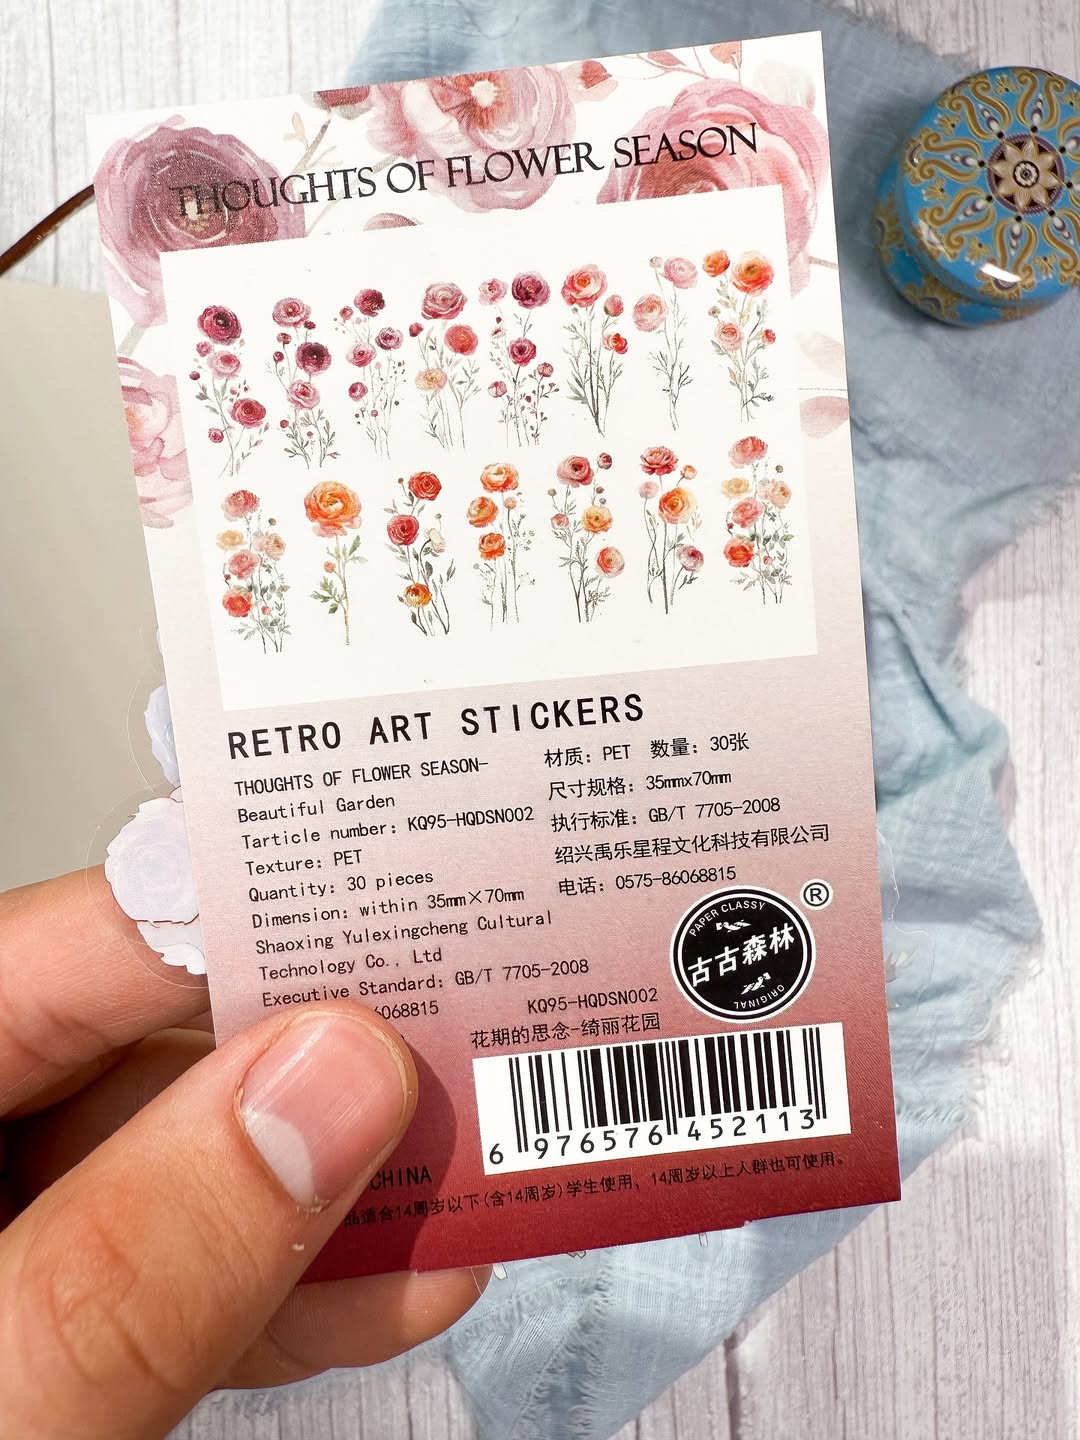 THOUGHTS OF FLOWER SEASON
RETRO ART STICKERS
THOUGHTS OF FLOWER SEASON-
Beautiful Garden
Tarticle number: KQ95-HQDSN002
Texture: PET
Quantity: 30 pieces
Dimension: within 35mm×70mm
Shaoxing Yulexingcheng Cultural
Technology Co., Ltd
Executive Standard: GB/T 7705-2008
6068815
材质: PET 数量: 30张
尺寸规格: 35mmx70mm
执行标准: GB/T 7705-2008
绍兴禹乐星程文化科技有限公司
电话: 0575-86068815
PAPER CLASSY
古古森林
ORIGINAL
®
KQ95-HQDSN002
花期的思念-绮丽花园
6 976576 452113
CHINA
品适合14周岁以下(含14周岁)学生使用，14周岁以上人群也可使用。